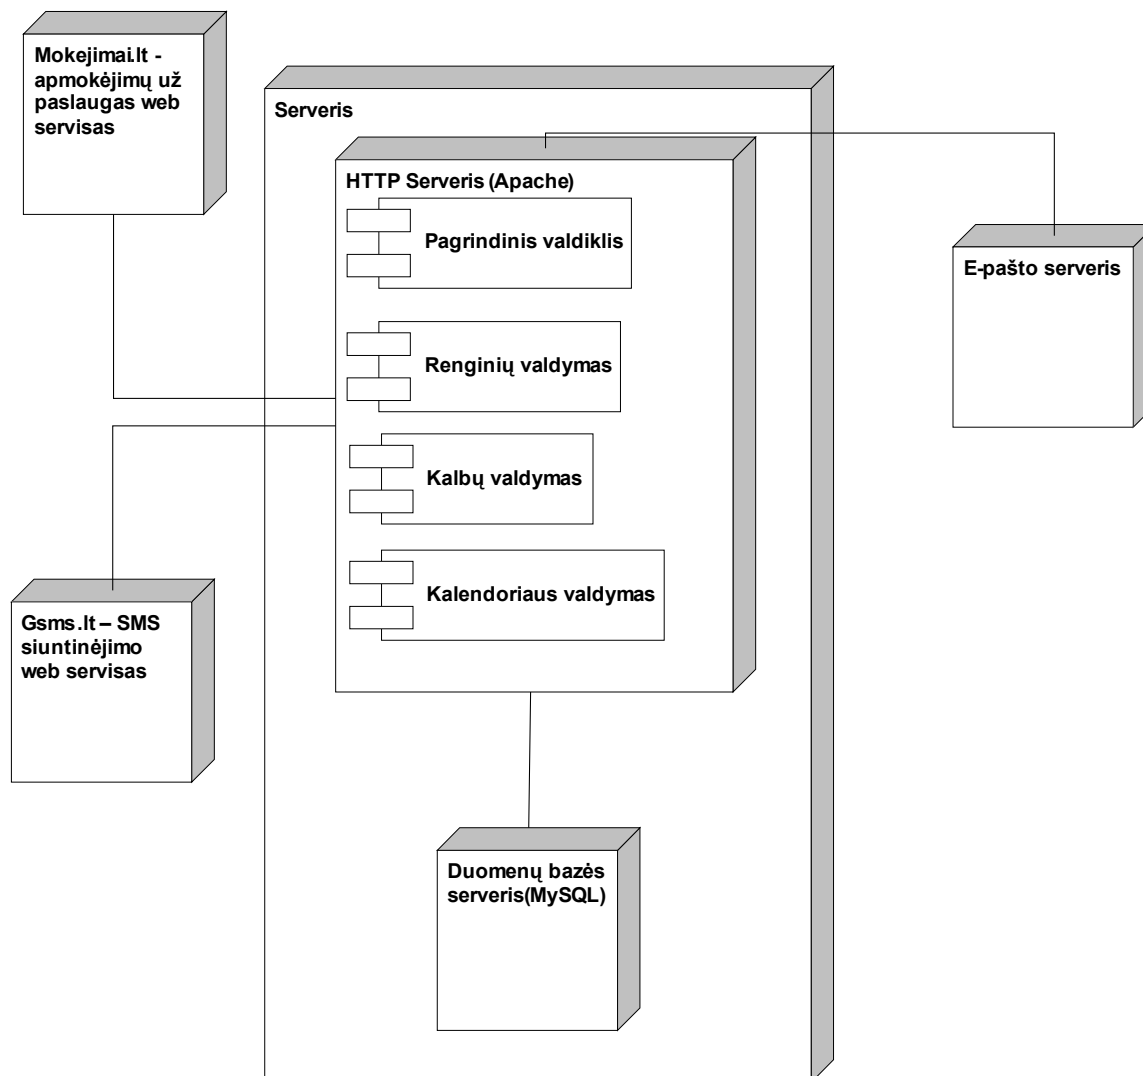 Mokejimai.lt -
apmokėjimų už
paslaugas web
servisas
Serveris
HTTP Serveris (Apache)
Pagrindinis valdiklis
E-pašto serveris
Renginių valdymas
Kalbų valdymas
Kalendoriaus valdymas
Gsms.lt – SMS
siuntinėjimo
web servisas
Duomenų bazės
serveris(MySQL)